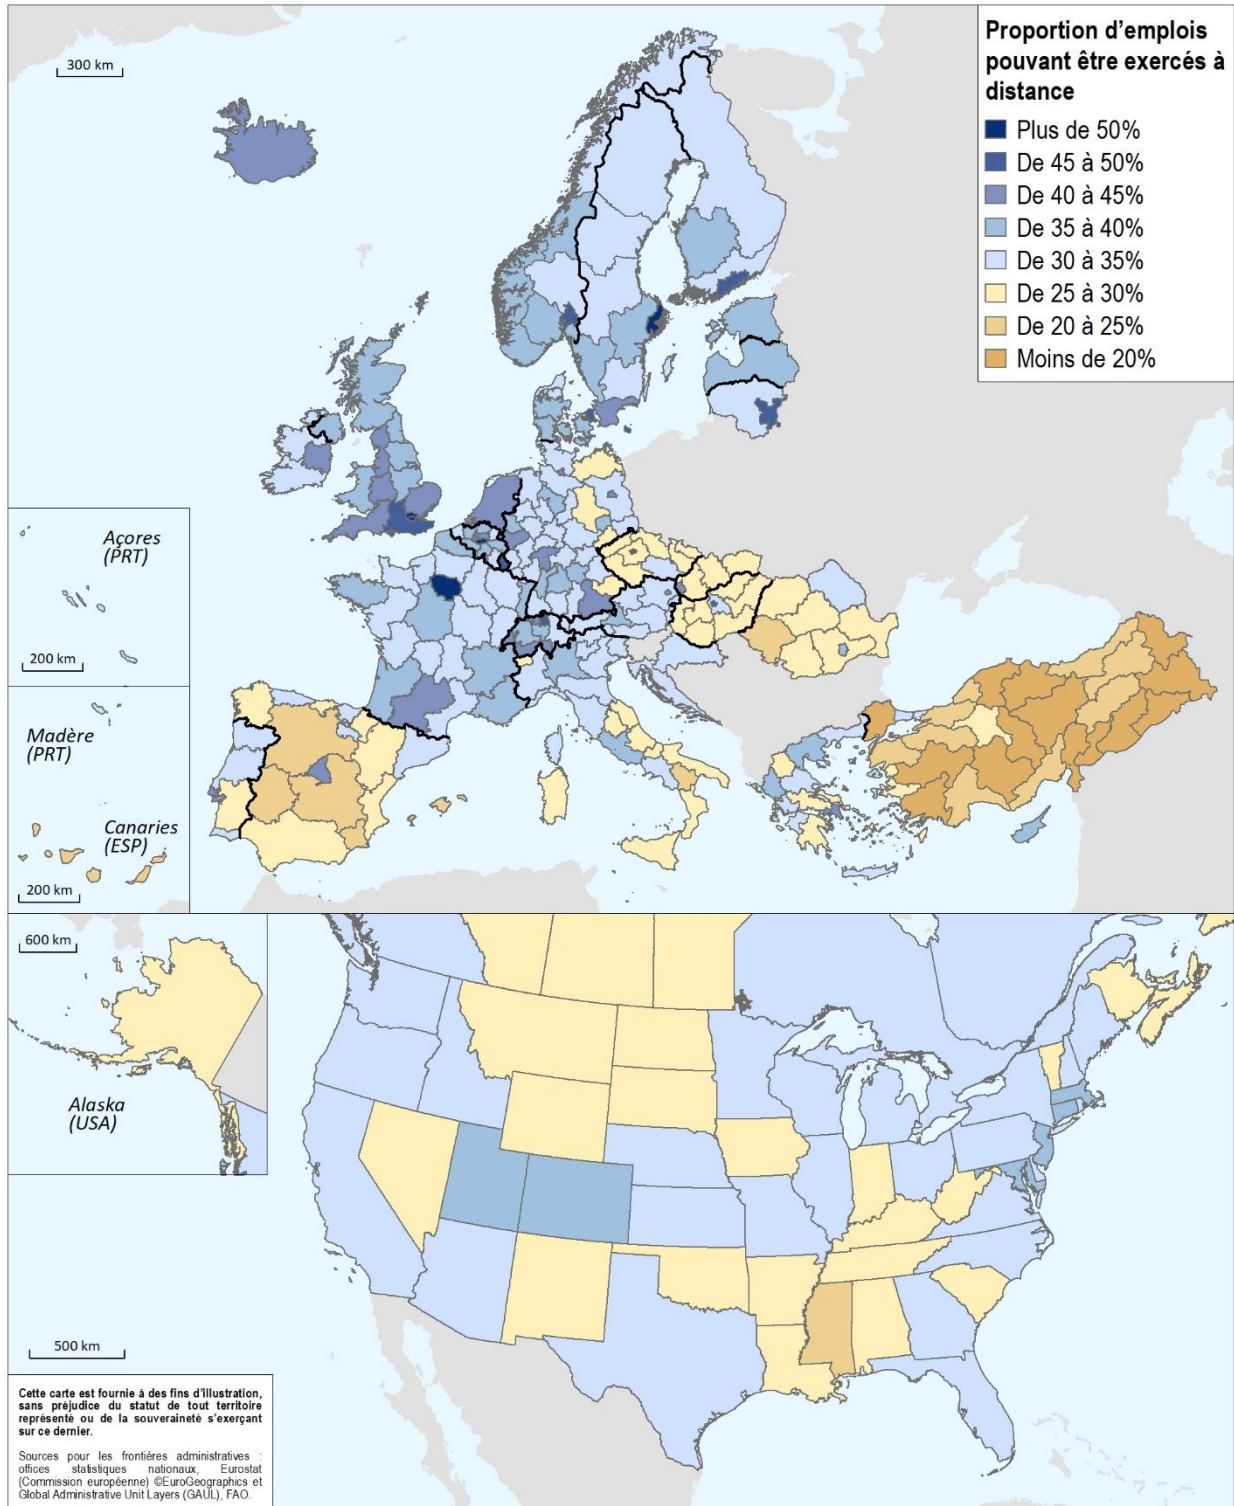 300 km
Proportion d’emplois
pouvant être exercés à
distance
Plus de 50%
De 45 à 50%
De 40 à 45%
De 35 à 40%
De 30 à 35%
De 25 à 30%
De 20 à 25%
Moins de 20%
Açores
(PRT)
200 km
Madère
(PRT)
Canaries
(ESP)
200 km
600 km
Alaska
(USA)
500 km
Cette carte est fournie à des fins d’illustration,
sans préjudice du statut de tout territoire
représenté ou de la souveraineté s’exerçant
sur ce dernier.
Sources pour les frontières administratives :
offices statistiques nationaux, Eurostat
(Commission européenne) ©EuroGeographics et
Global Administrative Unit Layers (GAUL), FAO.